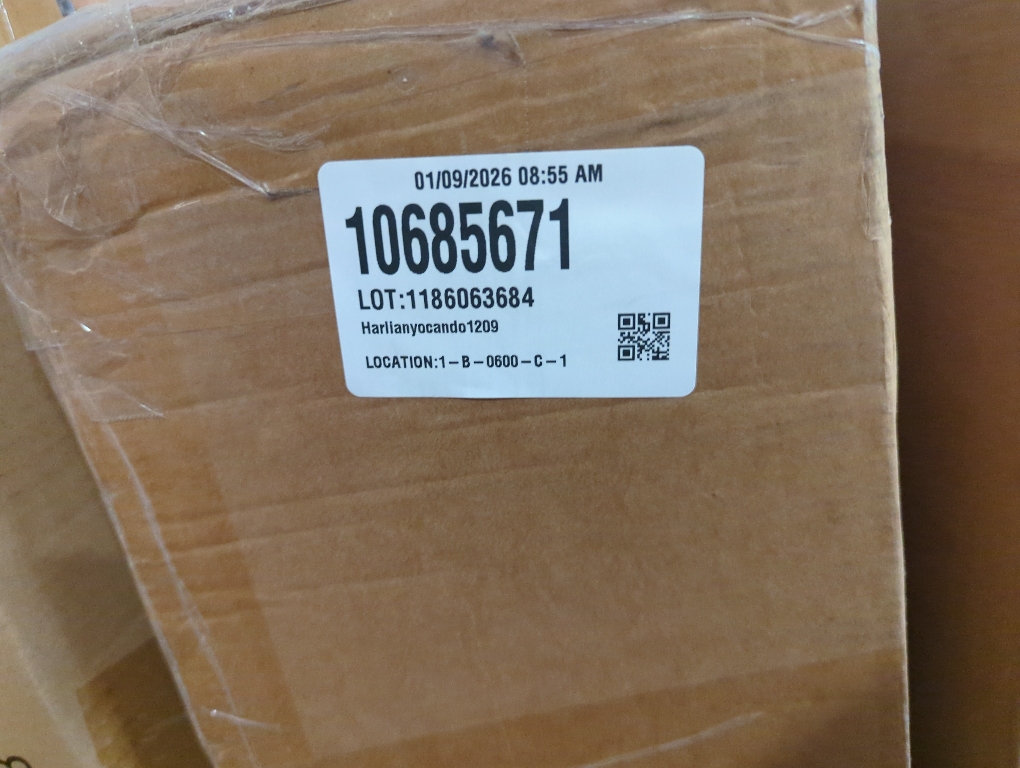 01/09/2026 08:55 AM
10685671
LOT:1186063684
Harlianyocando1209
LOCATION:1-B-0600-C-1